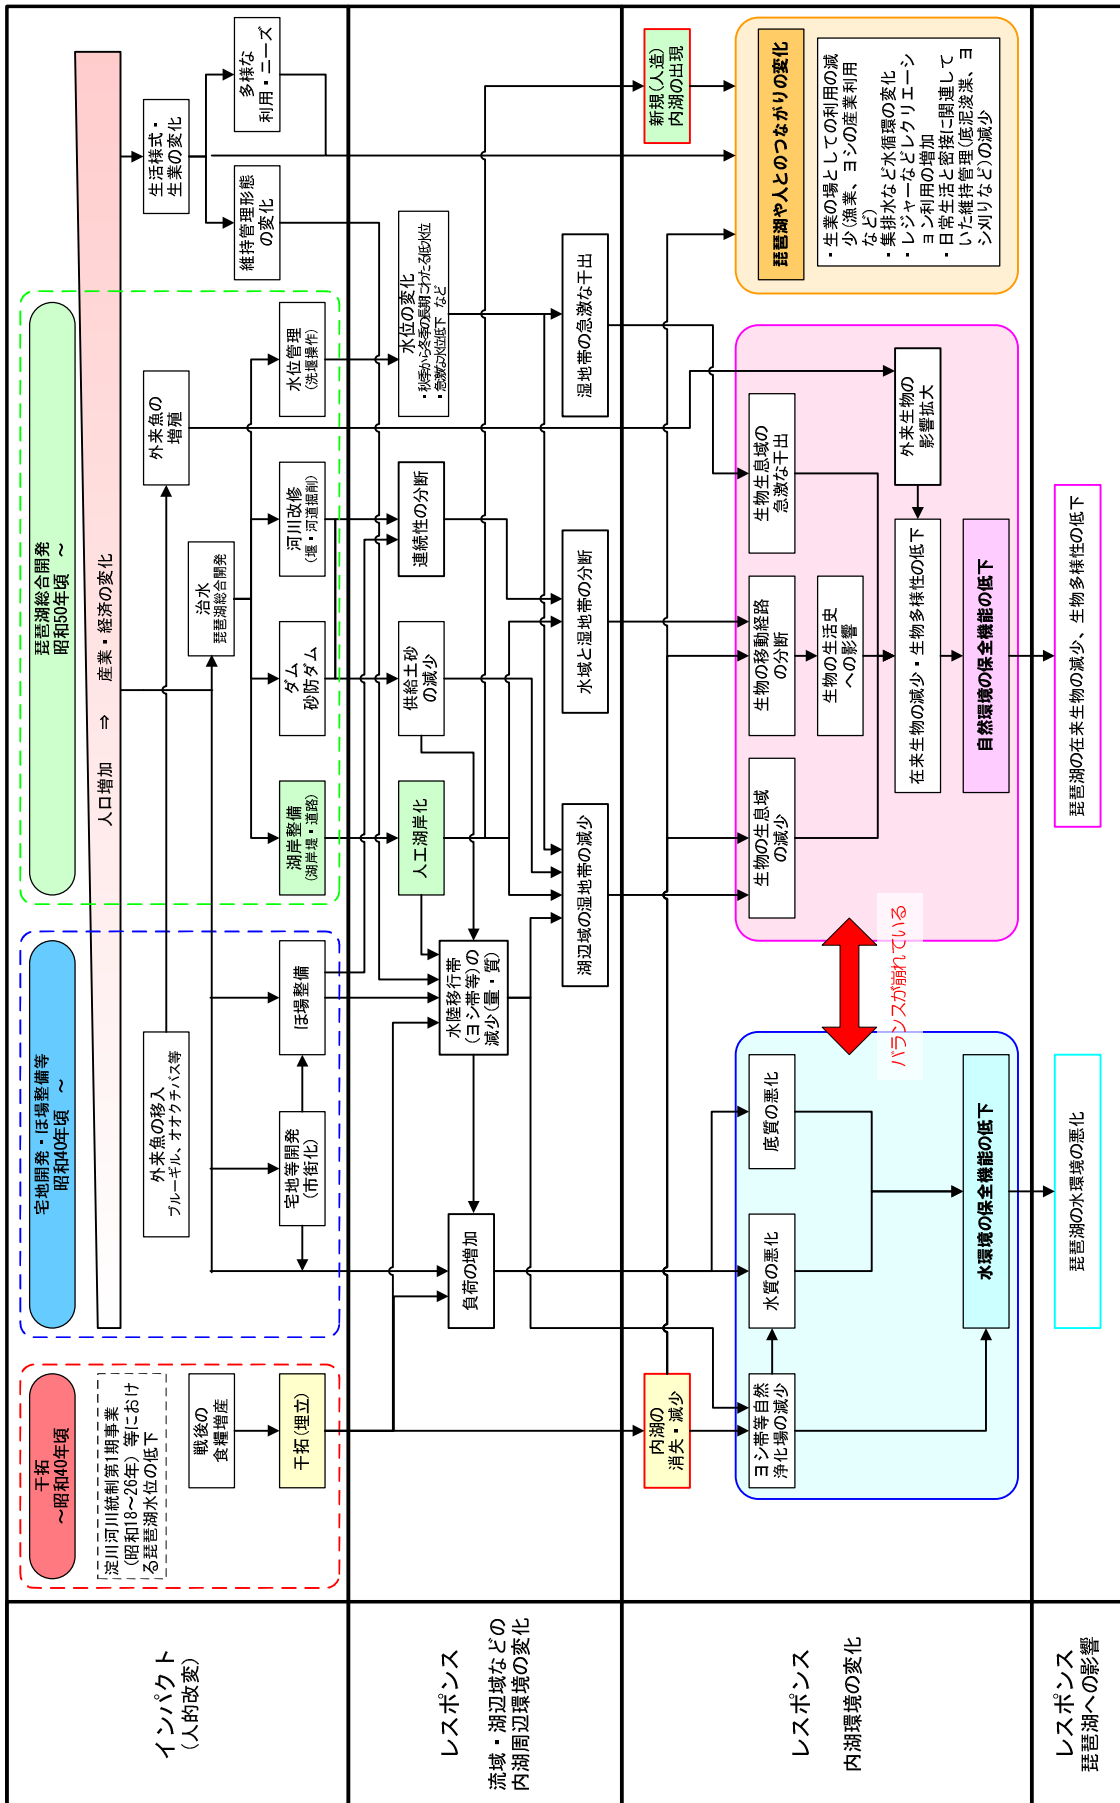 インパクト
(人的改変)
干拓
～昭和40年頃
宅地開発・ほ場整備等
昭和40年頃　～
琵琶湖総合開発
昭和50年頃　～
人口増加　⇒　産業・経済の変化
淀川河川統制第1期事業
(昭和18～26年) 等におけ
る琵琶湖水位の低下
外来魚の移入
ブルーギル、オオクチバス等
外来魚の
増殖
生活様式・
生業の変化
戦後の
食糧増産
治水
琵琶湖総合開発
維持管理形態
の変化
多様な
利用・ニーズ
干拓(埋立)
宅地等開発
(市街化)
ほ場整備
湖岸整備
(湖岸堤・道路)
ダム
砂防ダム
河川改修
(堰・河道掘削)
水位管理
(洗堰操作)
レスポンス
流域・湖辺域などの
内湖周辺環境の変化
人工湖岸化
供給土砂
の減少
連続性の分断
水位の変化
・秋季から冬季の長期にわたる低水位
・急激な水位低下　など
負荷の増加
水陸移行帯
(ヨシ帯等)の
減少(量・質)
湖辺域の湿地帯の減少
水域と湿地帯の分断
湿地帯の急激な干出
レスポンス
内湖環境の変化
内湖の
消失・減少
新規(人造)
内湖の出現
ヨシ帯等自然
浄化場の減少
水質の悪化
底質の悪化
水環境の保全機能の低下
バランスが崩れている
生物の生息域
の減少
生物の移動経路
の分断
生物生息域の
急激な干出
生物の生活史
への影響
在来生物の減少・生物多様性の低下
外来生物の
影響拡大
自然環境の保全機能の低下
琵琶湖や人とのつながりの変化
・生業の場としての利用の減
少(漁業、ヨシの産業利用
など)
・集排水など水循環の変化
・レジャーなどレクリエーシ
ョン利用の増加
・日常生活と密接に関連して
いた維持管理(底泥浚渫、ヨ
シ刈りなど)の減少
レスポンス
琵琶湖への影響
琵琶湖の水環境の悪化
琵琶湖の在来生物の減少、生物多様性の低下